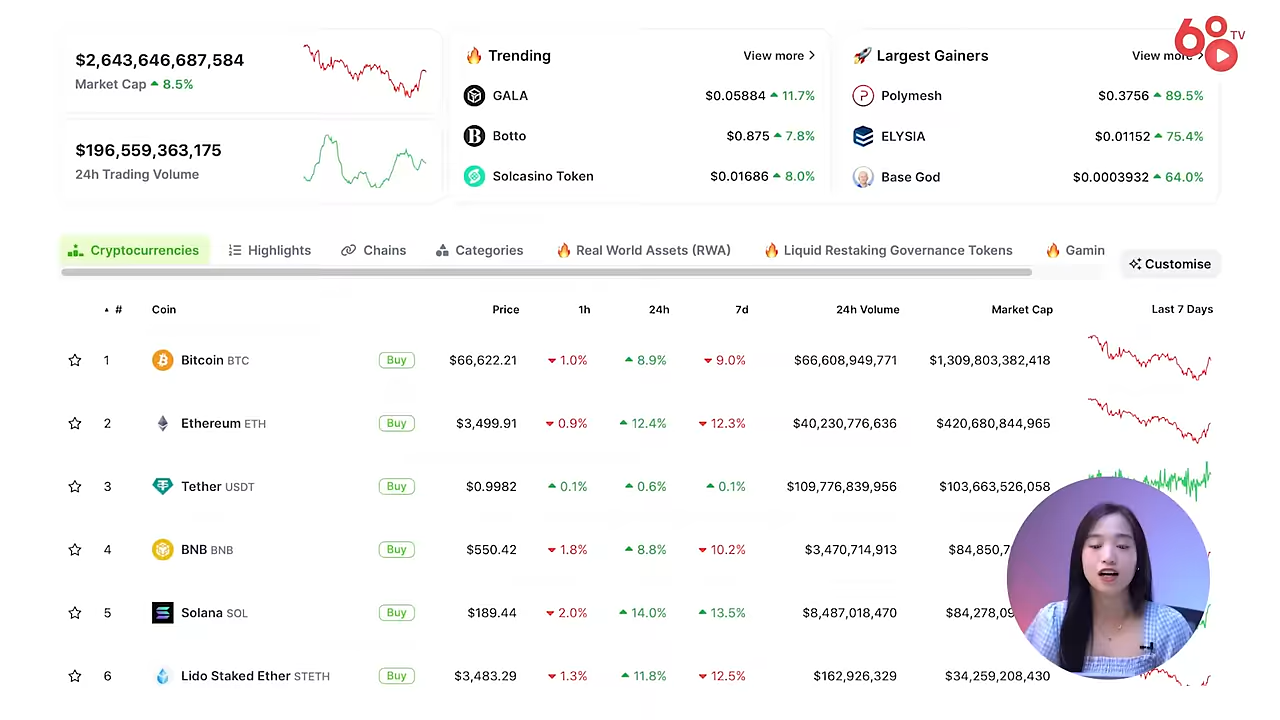 $2,643,646,687,584
Market Cap 8.5%
$196,559,363,175
24h Trading Volume
Trending View more
GALA $0.05884 11.7%
Botto $0.875 7.8%
Solcasino Token $0.01686 8.0%
Largest Gainers View more
Polymesh $0.3756 89.5%
ELYSIA $0.01152 75.4%
Base God $0.0003932 64.0%
68 TV
Cryptocurrencies Highlights Chains Categories Real World Assets (RWA) Liquid Restaking Governance Tokens Gamin
Customise
# Coin Price 1h 24h 7d 24h Volume Market Cap Last 7 Days
1 Bitcoin BTC Buy $66,622.21 1.0% 8.9% 9.0% $66,608,949,771 $1,309,803,382,418
2 Ethereum ETH Buy $3,499.91 0.9% 12.4% 12.3% $40,230,776,636 $420,680,844,965
3 Tether USDT Buy $0.9982 0.1% 0.6% 0.1% $109,776,839,956 $103,663,526,058
4 BNB BNB Buy $550.42 1.8% 8.8% 10.2% $3,470,714,913 $84,850,7
5 Solana SOL Buy $189.44 2.0% 14.0% 13.5% $8,487,018,470 $84,278,09
6 Lido Staked Ether STETH Buy $3,483.29 1.3% 11.8% 12.5% $162,926,329 $34,259,208,430